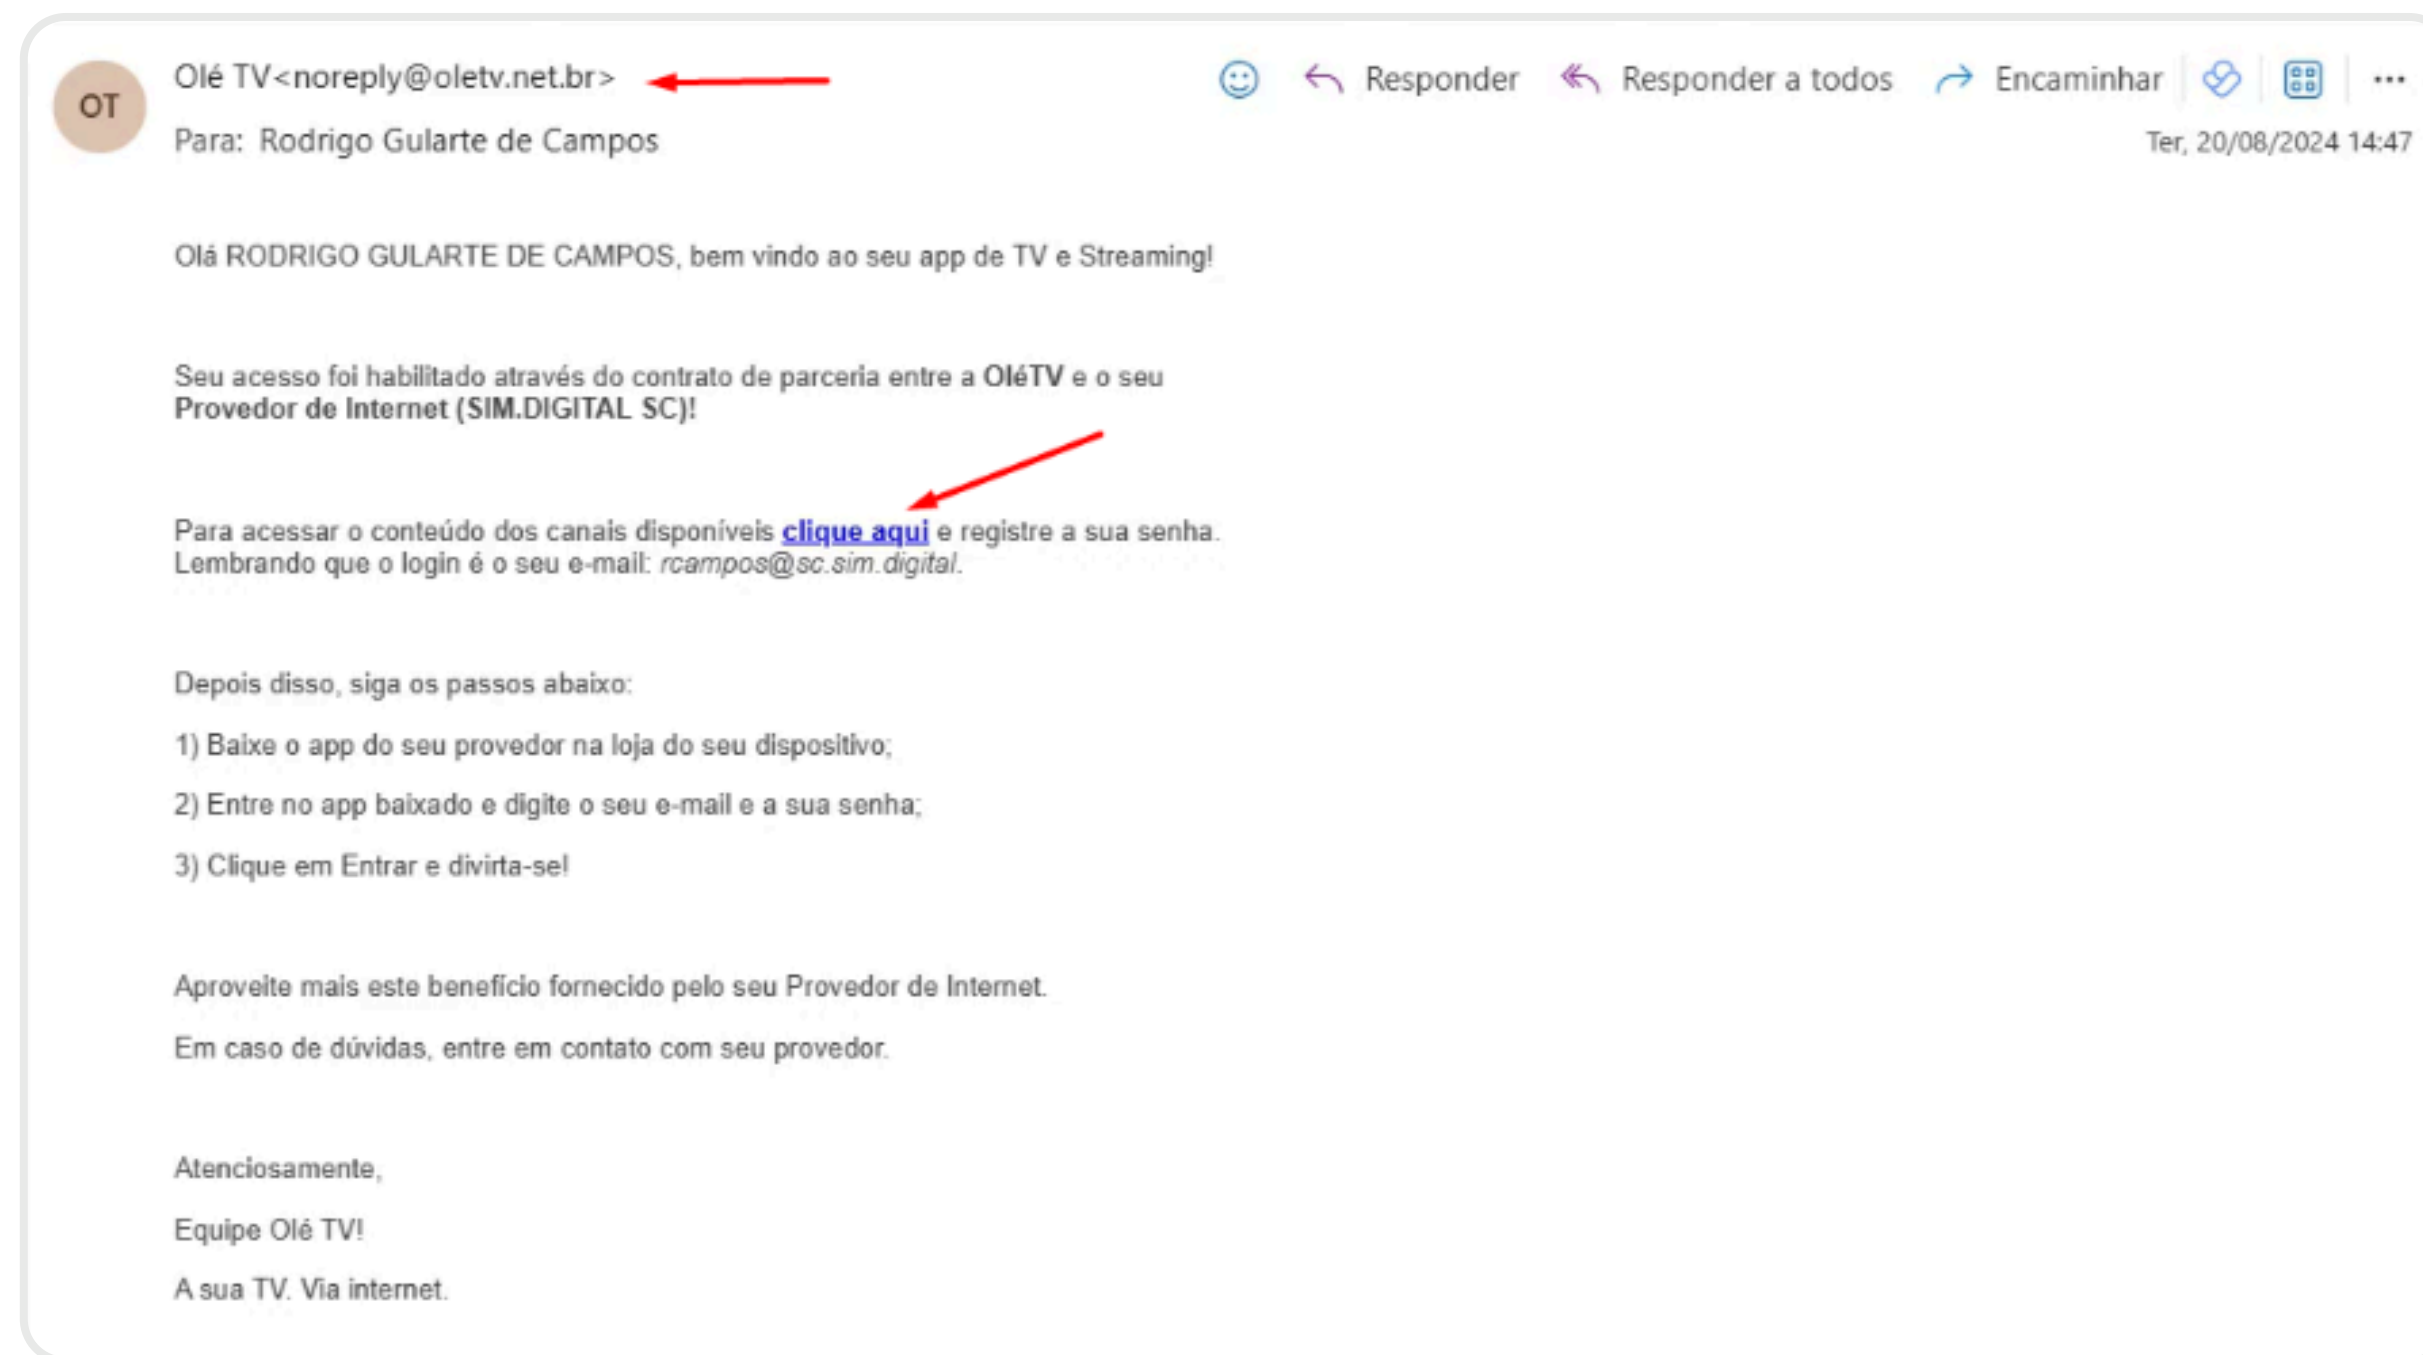 OT
Olé TV<noreply@oletv.net.br>
Responder
Responder a todos
Encaminhar
Para: Rodrigo Gularte de Campos
Ter, 20/08/2024 14:47
Olá RODRIGO GULARTE DE CAMPOS, bem vindo ao seu app de TV e Streaming!
Seu acesso foi habilitado através do contrato de parceria entre a OléTV e o seu
Provedor de Internet (SIM.DIGITAL SC)!
Para acessar o conteúdo dos canais disponíveis clique aqui e registre a sua senha.
Lembrando que o login é o seu e-mail: rcampos@sc.sim.digital.
Depois disso, siga os passos abaixo:
1) Baixe o app do seu provedor na loja do seu dispositivo;
2) Entre no app baixado e digite o seu e-mail e a sua senha;
3) Clique em Entrar e divirta-se!
Aproveite mais este benefício fornecido pelo seu Provedor de Internet.
Em caso de dúvidas, entre em contato com seu provedor.
Atenciosamente,
Equipe Olé TV!
A sua TV. Via internet.